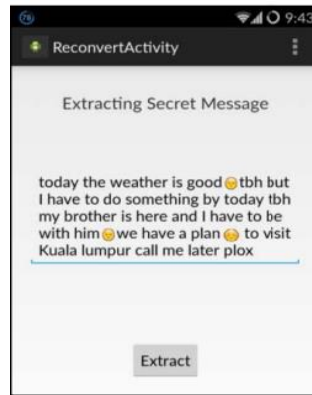 78
9:43
ReconvertActivity
Extracting Secret Message
today the weather is good😊tbh but
I have to do something by today tbh
my brother is here and I have to be
with him😊we have a plan😊 to visit
Kuala lumpur call me later plox
Extract